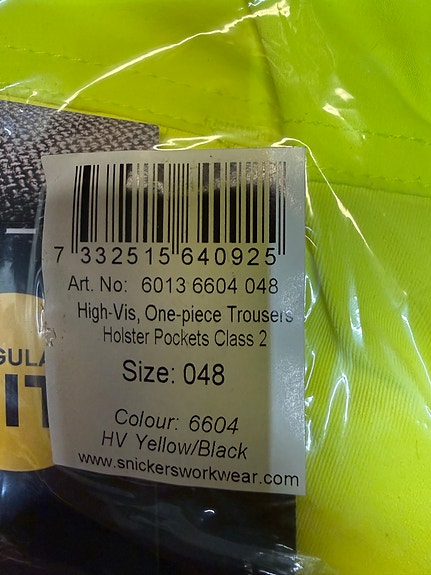 7 332515 640925
Art. No: 6013 6604 048
High-Vis, One-piece Trousers
Holster Pockets Class 2
Size: 048
Colour: 6604
HV Yellow/Black
www.snickersworkwear.com